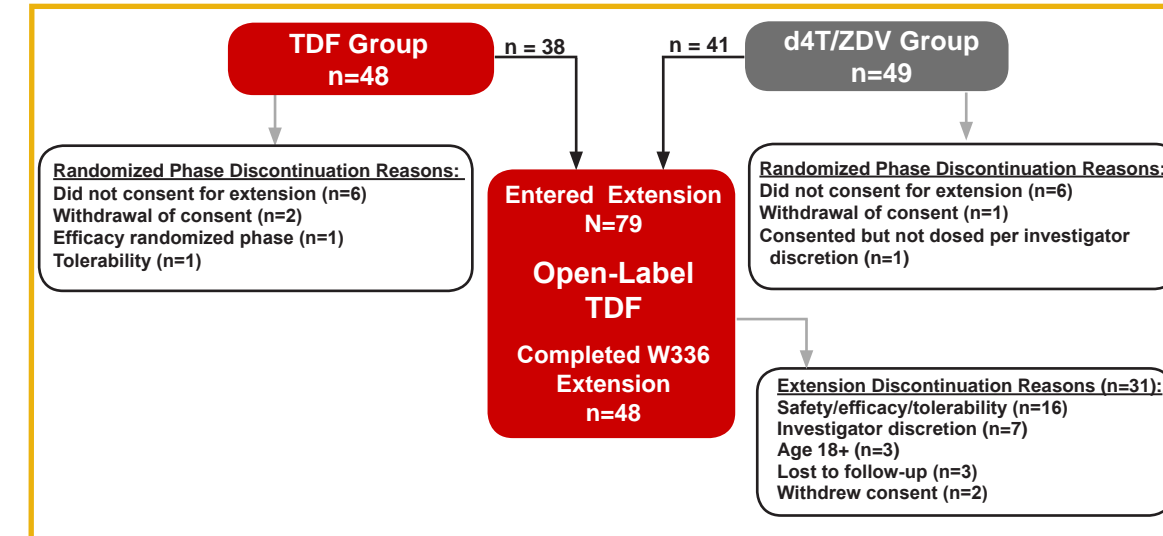 TDF Group
n=48
n = 38
n = 41
d4T/ZDV Group
n=49
Randomized Phase Discontinuation Reasons:
Did not consent for extension (n=6)
Withdrawal of consent (n=2)
Efficacy randomized phase (n=1)
Tolerability (n=1)
Entered Extension
N=79
Open-Label
TDF
Completed W336
Extension
n=48
Randomized Phase Discontinuation Reasons:
Did not consent for extension (n=6)
Withdrawal of consent (n=1)
Consented but not dosed per investigator
discretion (n=1)
Extension Discontinuation Reasons (n=31):
Safety/efficacy/tolerability (n=16)
Investigator discretion (n=7)
Age 18+ (n=3)
Lost to follow-up (n=3)
Withdrew consent (n=2)